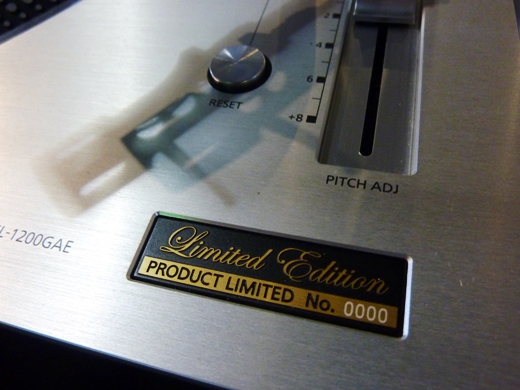 2
4
6
+8
RESET
PITCH ADJ
L-1200GAE
Limited Edition
PRODUCT LIMITED No. 0000